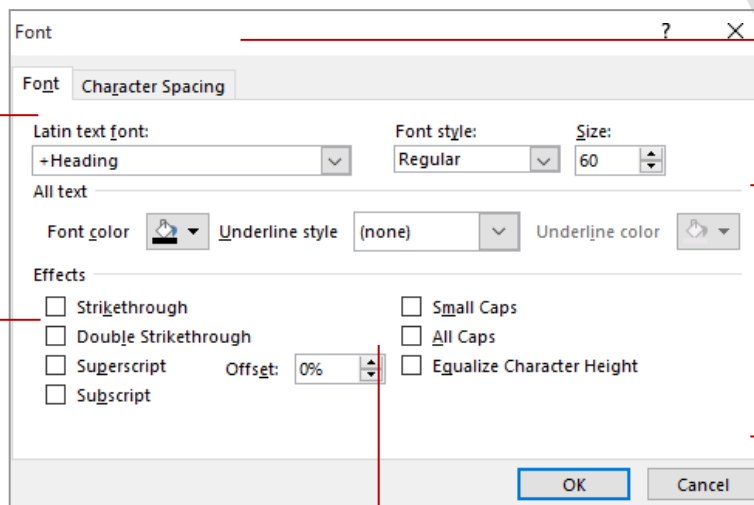 Font ?
Font Character Spacing
Latin text font: Font style: Size:
+Heading Regular 60
All text
Font color Underline style (none) Underline color
Effects
Strikethrough Small Caps
Double Strikethrough All Caps
Superscript Offset: 0% Equalize Character Height
Subscript
OK Cancel